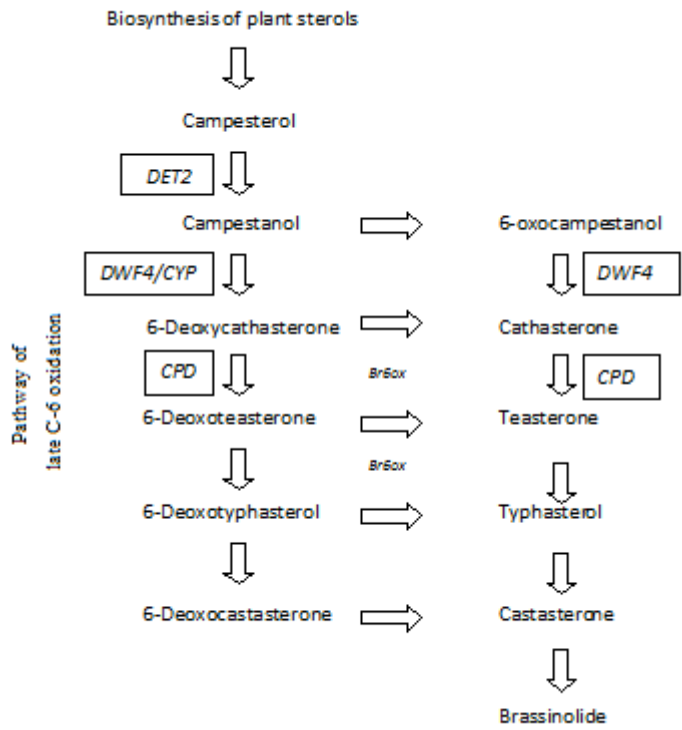 Biosynthesis of plant sterols
Campesterol
DET2
Campestanol
6-oxocampestanol
DWF4/CYP
DWF4
6-Deoxycathasterone
Cathasterone
CPD
Br6ox
CPD
6-Deoxoteasterone
Teasterone
Br6ox
6-Deoxotyphasterol
Typhasterol
6-Deoxocastasterone
Castasterone
Brassinolide
Pathway of
late C-6 oxidation